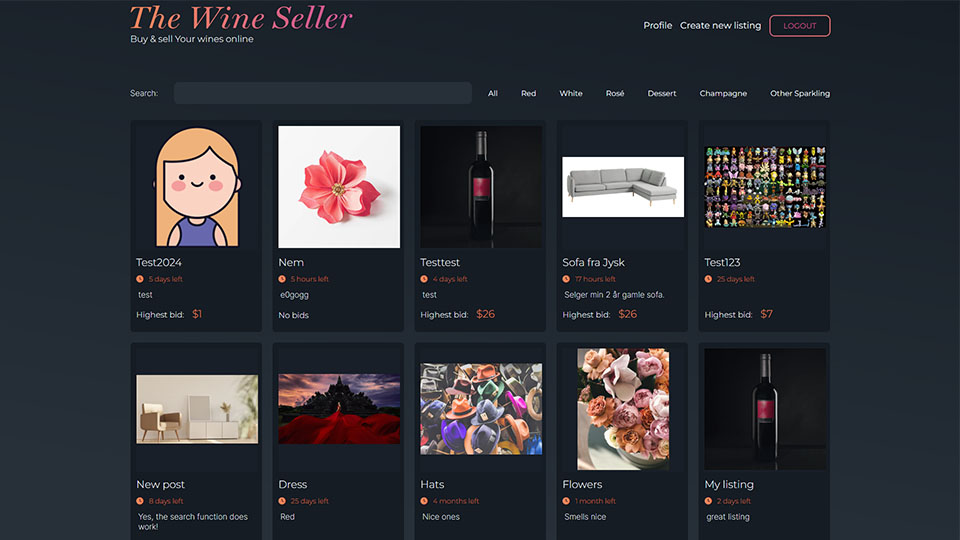 The Wine Seller
Buy & sell Your wines online
Profile Create new listing LOGOUT
Search: All Red White Rosé Dessert Champagne Other Sparkling
Test2024
5 days left
test
Highest bid: $1
Nem
5 hours left
e0gogg
No bids
Testtest
4 days left
test
Highest bid: $26
Sofa fra Jysk
17 hours left
Selger min 2 år gamle sofa.
Highest bid: $26
Test123
25 days left
Highest bid: $7
New post
8 days left
Yes, the search function does
work!
Dress
25 days left
Red
Hats
4 months left
Nice ones
Flowers
1 month left
Smells nice
My listing
2 days left
great listing